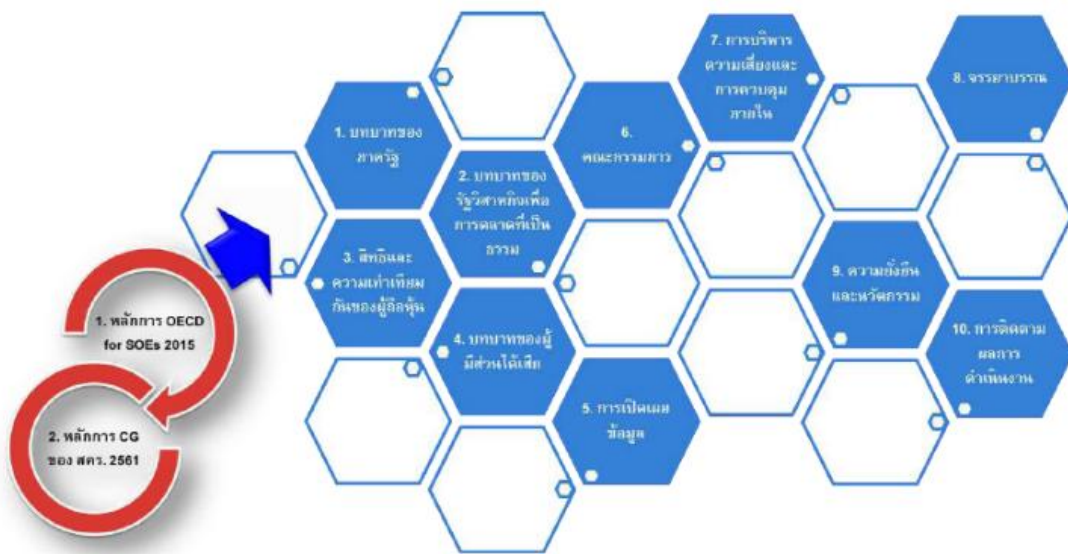 1. หลักการ OECD
for SOEs 2015
2. หลักการ CG
ของ สคร. 2561
1. บทบาทของ
ภาครัฐ
2. บทบาทของ
รัฐวิสาหกิจเพื่อ
การตลาดที่เป็น
ธรรม
3. สิทธิและ
ความเท่าเทียม
กันของผู้ถือหุ้น
4. บทบาทของผู้
มีส่วนได้เสีย
5. การเปิดเผย
ข้อมูล
6.
คณะกรรมการ
7. การบริหาร
ความเสี่ยงและ
การควบคุม
ภายใน
8. จรรยาบรรณ
9. ความยั่งยืน
และนวัตกรรม
10. การติดตาม
ผลการ
ดำเนินงาน